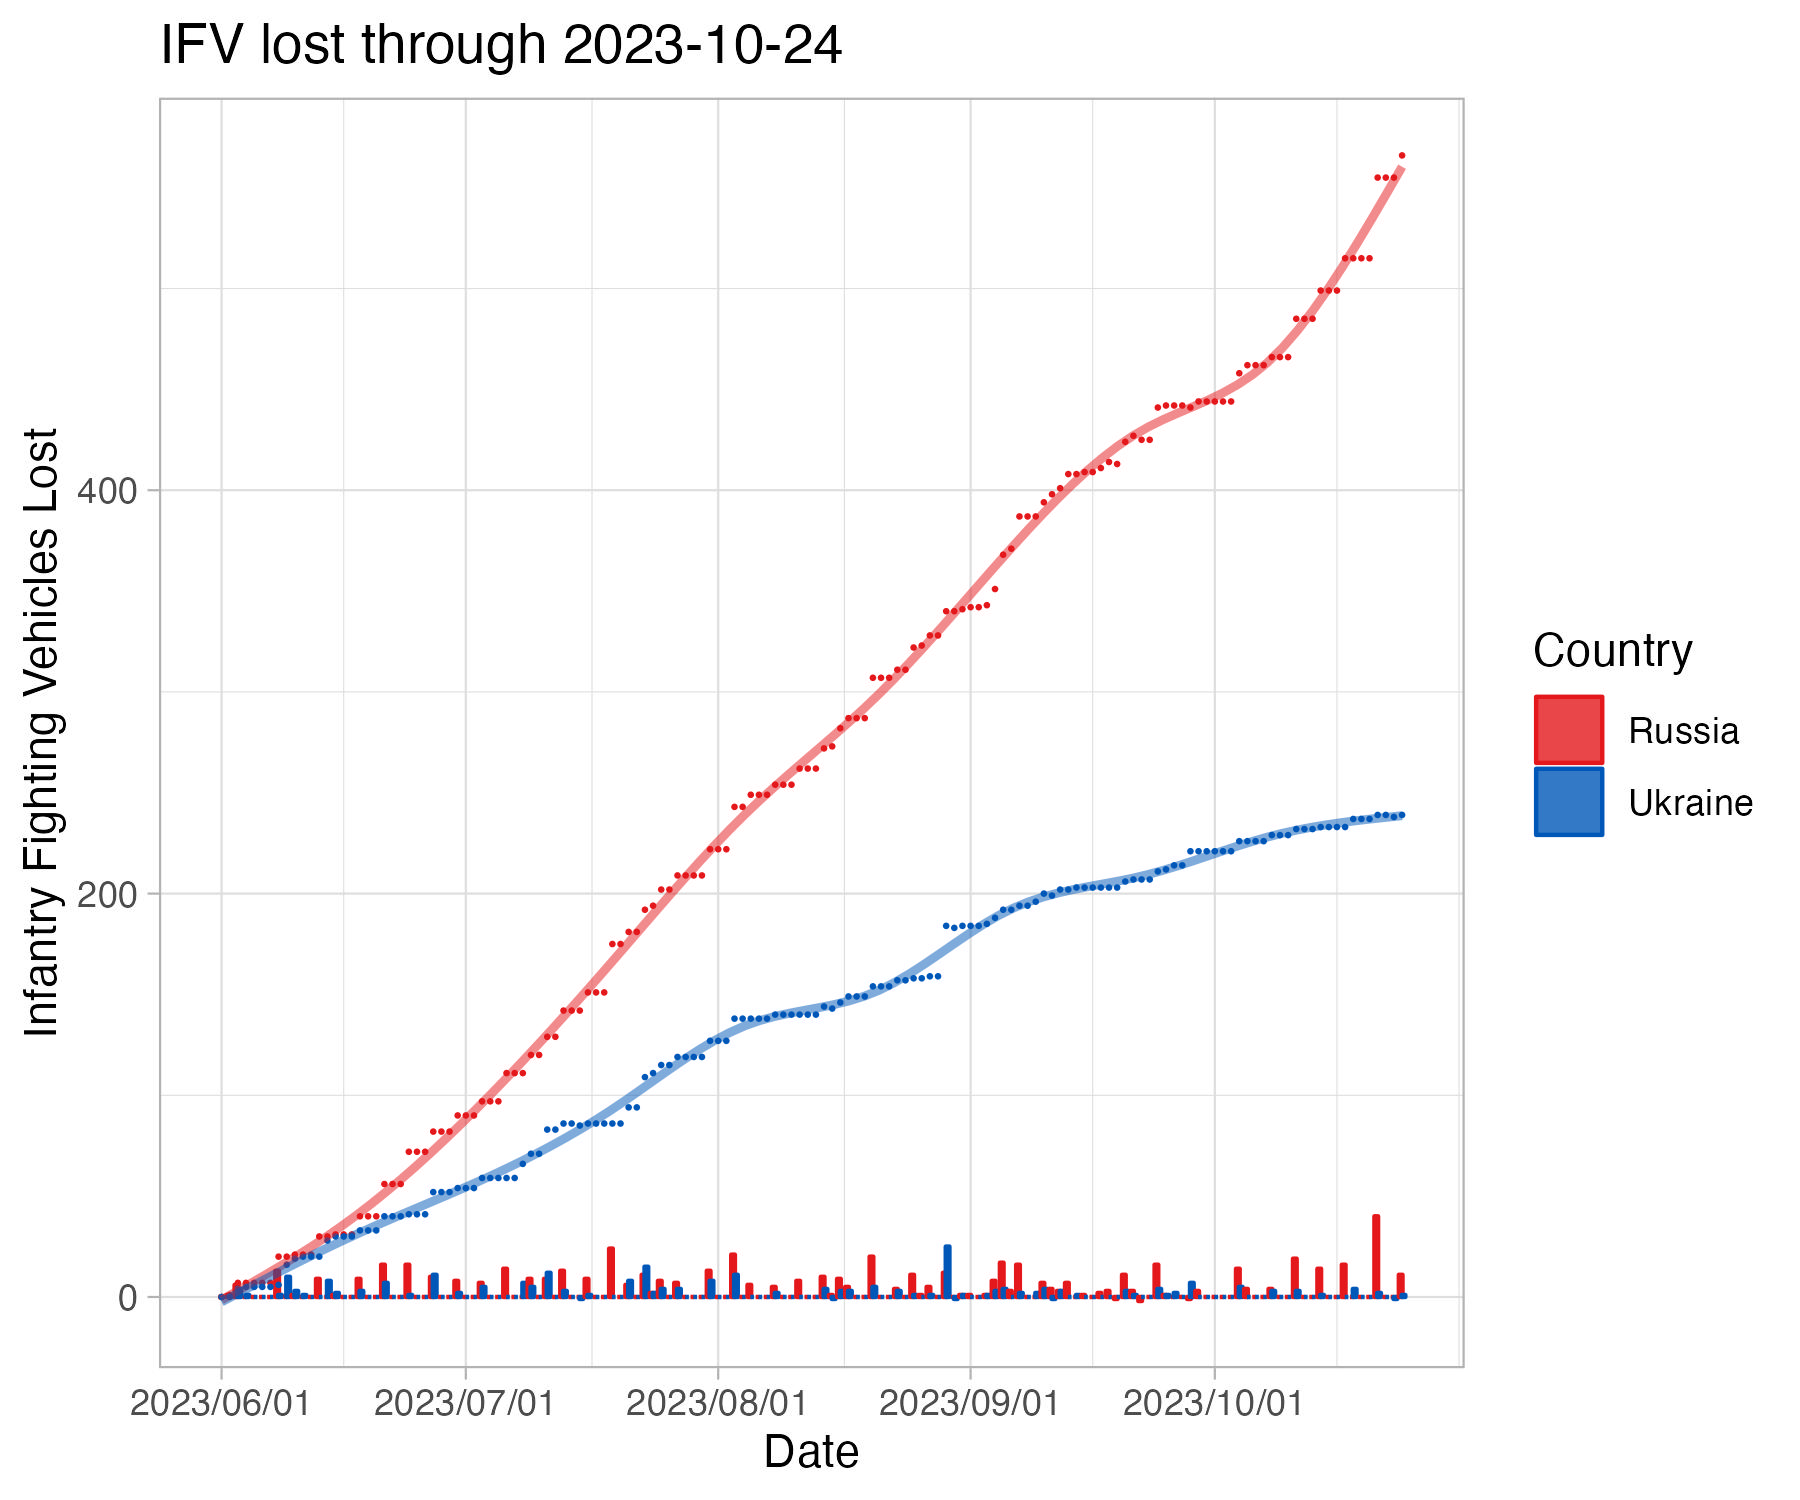 IFV lost through 2023-10-24
Infantry Fighting Vehicles Lost
400
200
0
2023/06/01
2023/07/01
2023/08/01
2023/09/01
2023/10/01
Date
Country
Russia
Ukraine